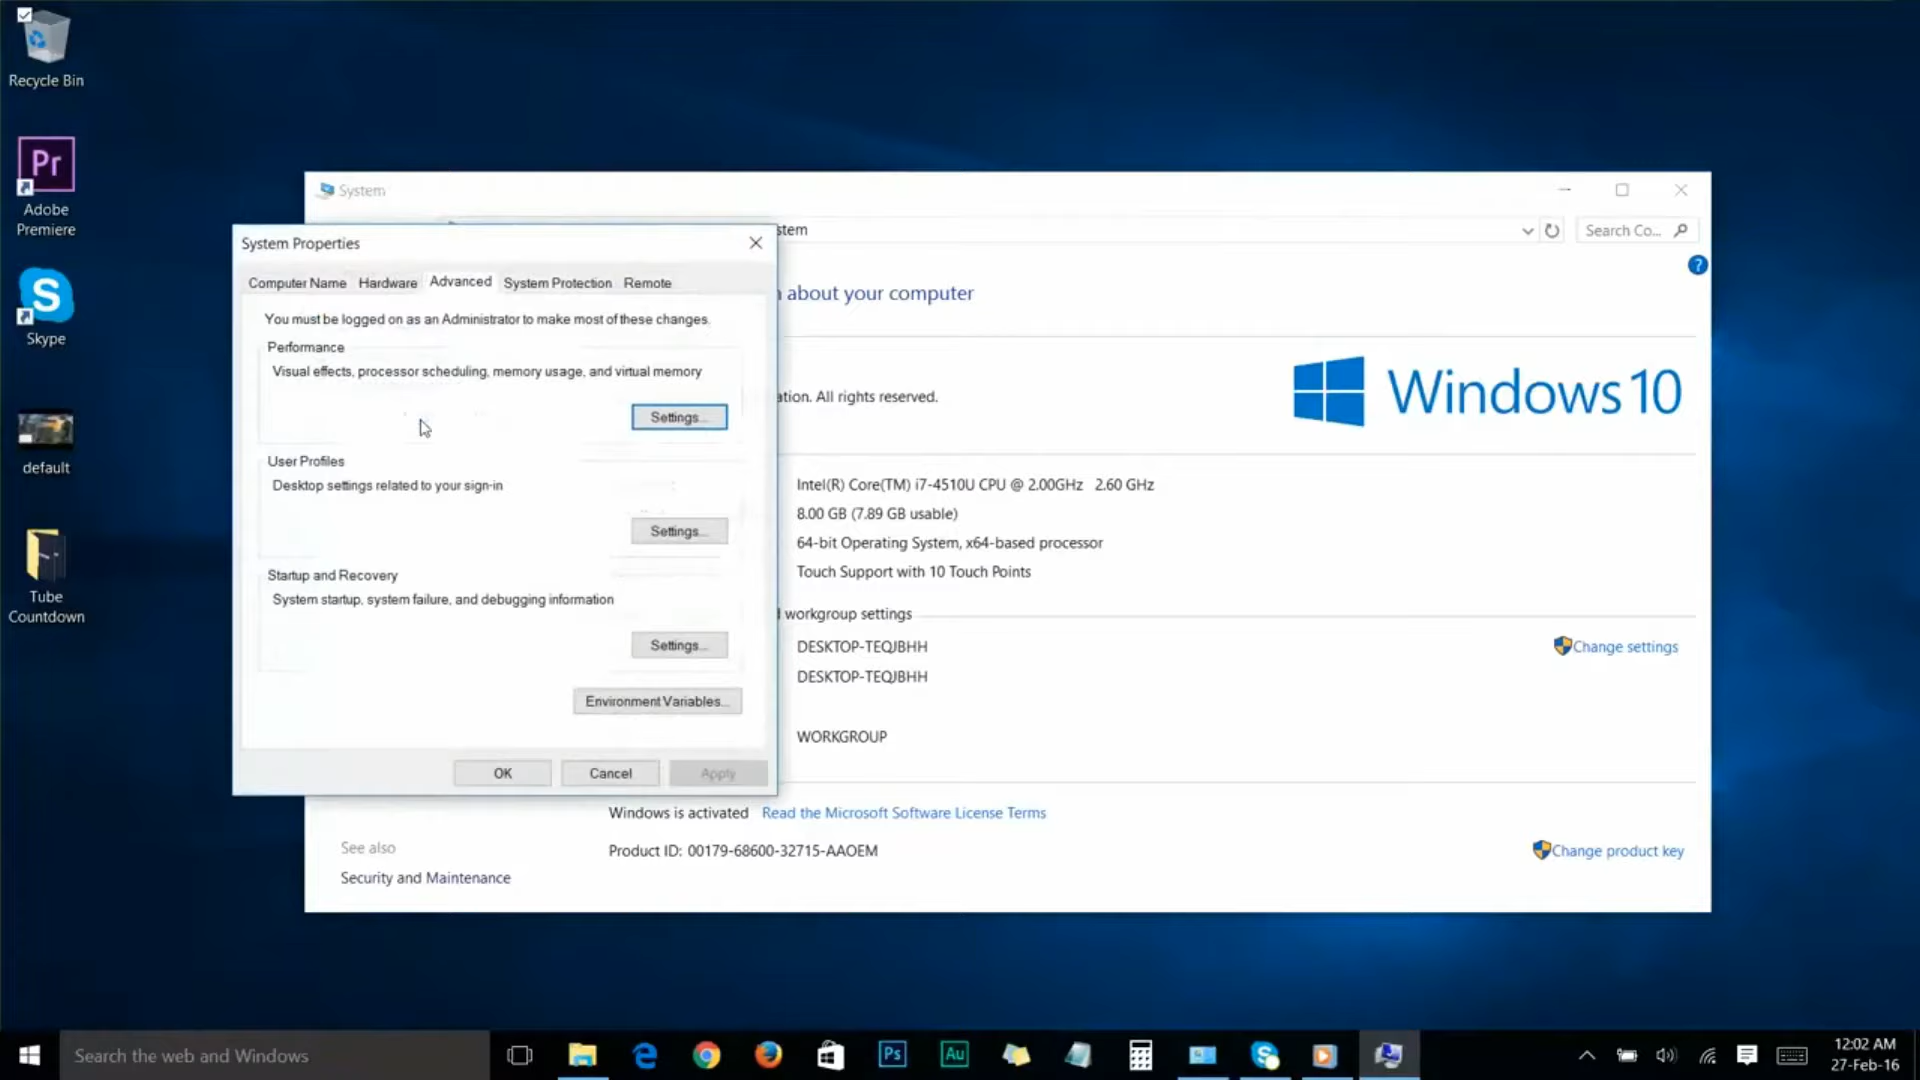 Recycle Bin
Pr
Adobe
Premiere
S
Skype
default
Tube
Countdown
System
stem
Search Co...
?
about your computer
ation. All rights reserved.
Windows 10
Intel(R) Core(TM) i7-4510U CPU @ 2.00GHz 2.60 GHz
8.00 GB (7.89 GB usable)
64-bit Operating System, x64-based processor
Touch Support with 10 Touch Points
workgroup settings
DESKTOP-TEQJBHH
Change settings
DESKTOP-TEQJBHH
WORKGROUP
Windows is activated Read the Microsoft Software License Terms
Product ID: 00179-68600-32715-AAOEM
Change product key
See also
Security and Maintenance
System Properties
Computer Name Hardware Advanced System Protection Remote
You must be logged on as an Administrator to make most of these changes.
Performance
Visual effects, processor scheduling, memory usage, and virtual memory
Settings...
User Profiles
Desktop settings related to your sign-in
Settings...
Startup and Recovery
System startup, system failure, and debugging information
Settings...
Environment Variables...
OK Cancel Apply
Search the web and Windows
Ps
Au
12:02 AM
27-Feb-16